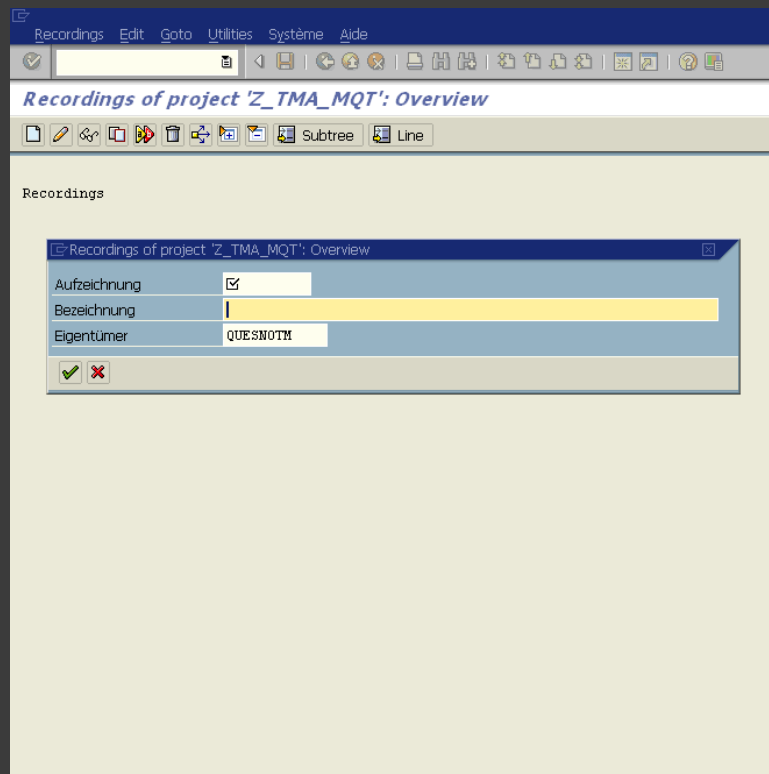 Recordings Edit Goto Utilities Système Aide
Recordings of project 'Z_TMA_MQT': Overview
Subtree Line
Recordings
Recordings of project 'Z_TMA_MQT': Overview
Aufzeichnung
Bezeichnung
Eigentümer QUESNOTM